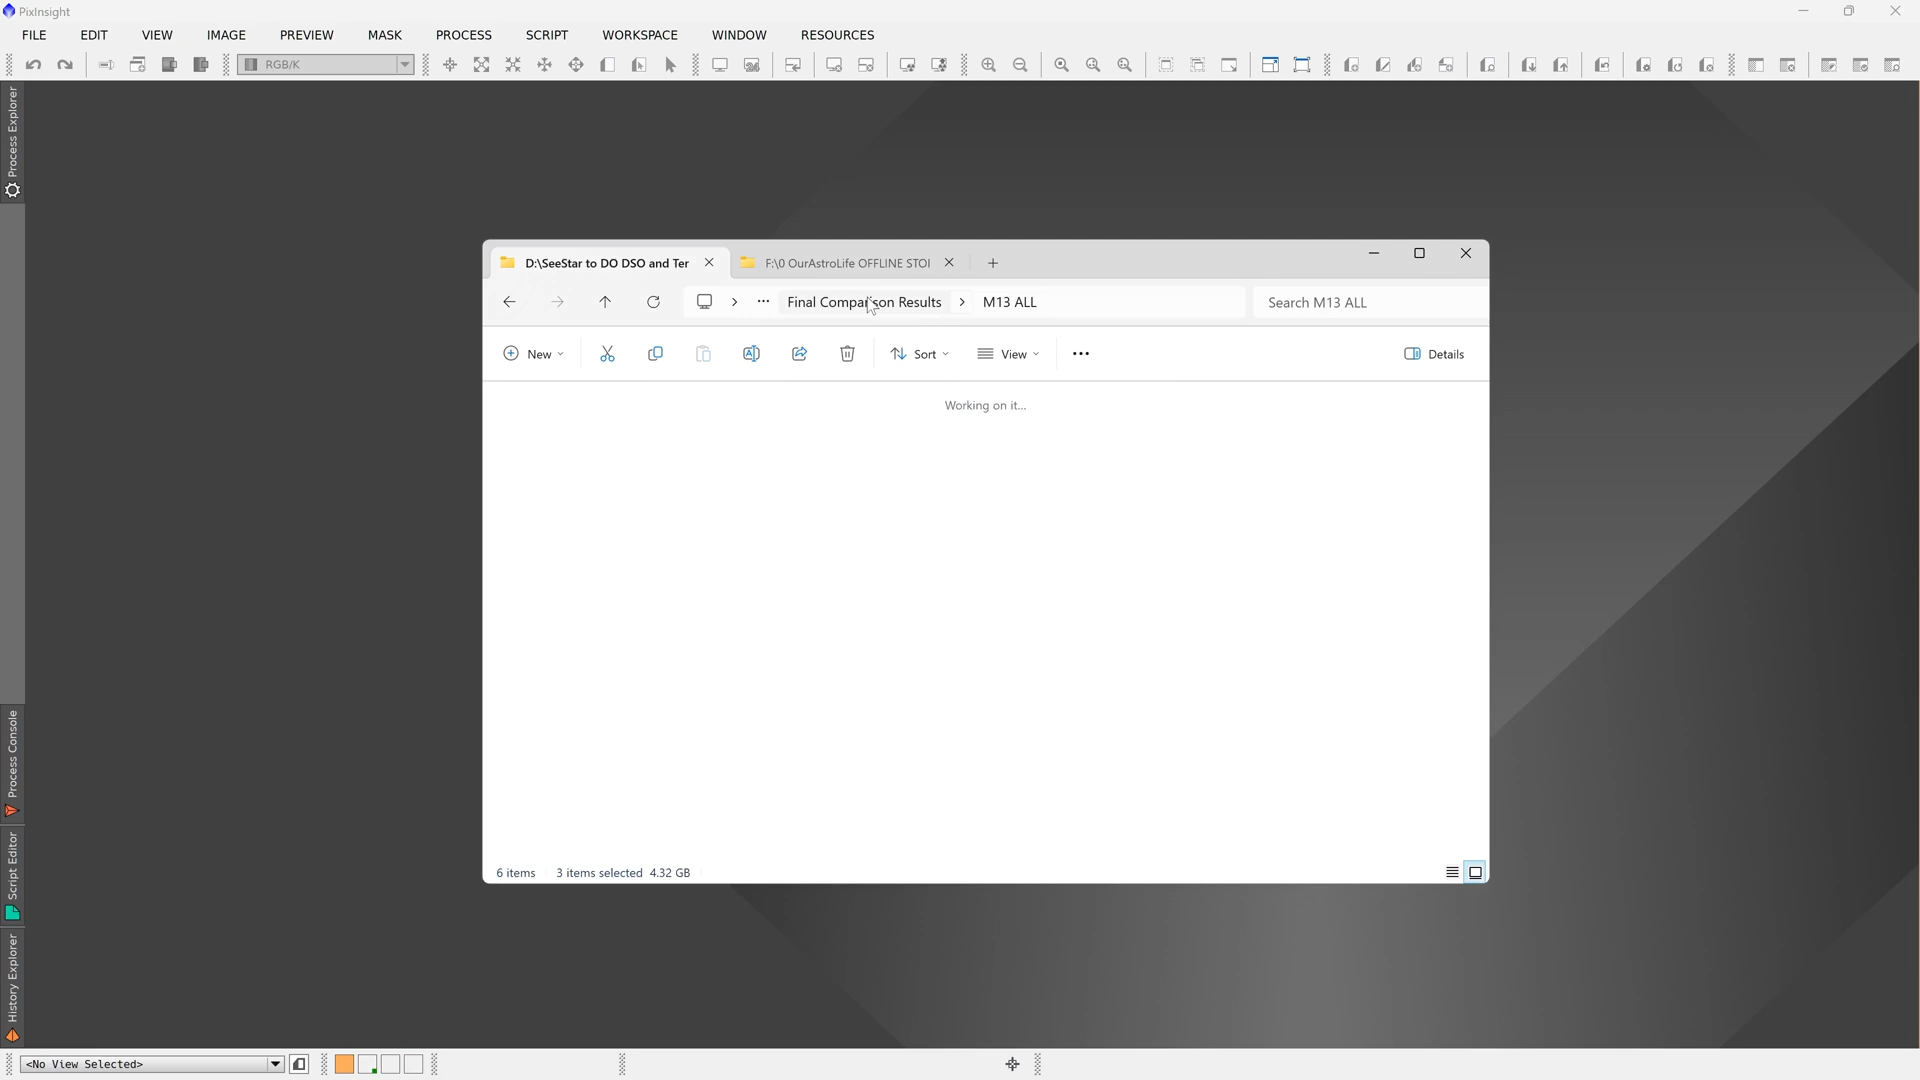 PixInsight
FILE EDIT VIEW IMAGE PREVIEW MASK PROCESS SCRIPT WORKSPACE WINDOW RESOURCES
RGB/K
Process Explorer
D:\SeeStar to DO DSO and Ter
F:\0 OurAstroLife OFFLINE STOI
Final Comparison Results
M13 ALL
Search M13 ALL
New
Sort
View
Details
Working on it...
6 items
3 items selected 4.32 GB
Process Console
Script Editor
History Explorer
<No View Selected>